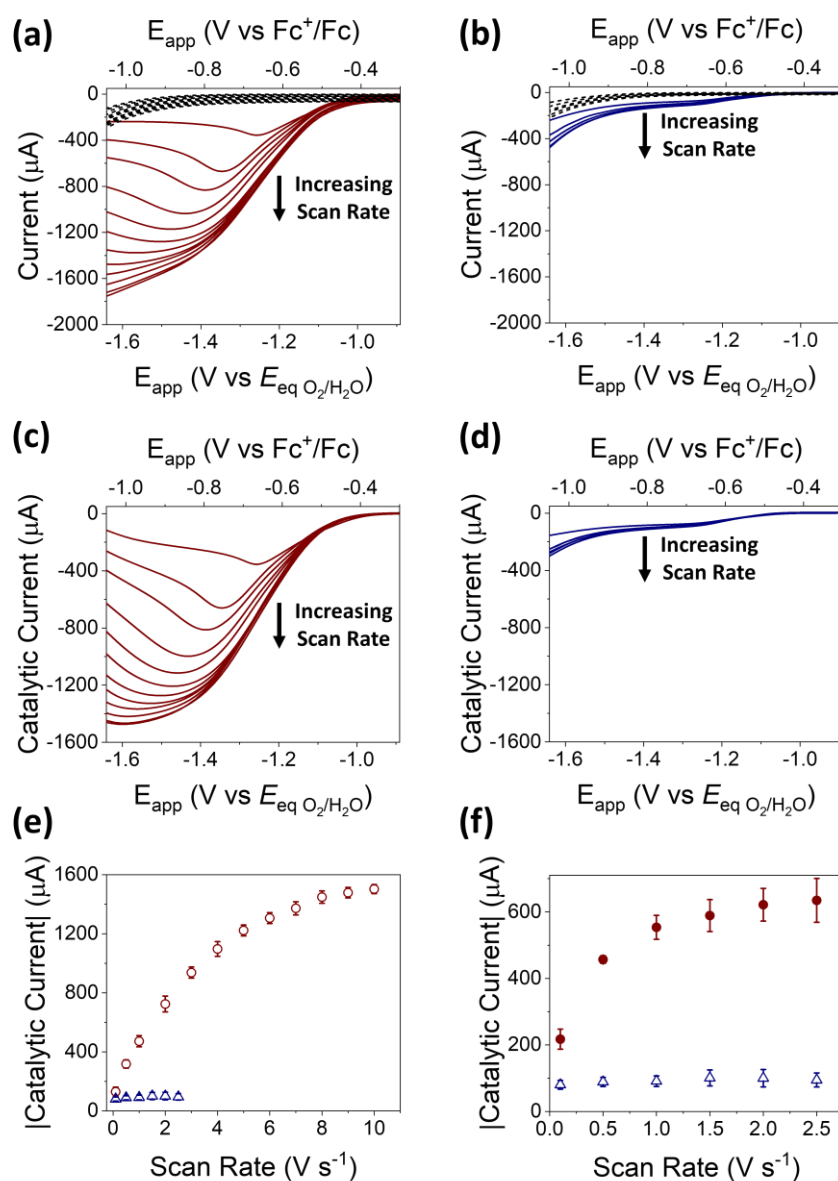 (a)
E_app (V vs Fc⁺/Fc)
-1.0 -0.8 -0.6 -0.4
0
-400
-800
-1200
-1600
-2000
Current (µA)
Increasing
Scan Rate
-1.6 -1.4 -1.2 -1.0
E_app (V vs E_eq O₂/H₂O)
(b)
E_app (V vs Fc⁺/Fc)
-1.0 -0.8 -0.6 -0.4
0
-400
-800
-1200
-1600
-2000
Current (µA)
Increasing
Scan Rate
-1.6 -1.4 -1.2 -1.0
E_app (V vs E_eq O₂/H₂O)
(c)
E_app (V vs Fc⁺/Fc)
-1.0 -0.8 -0.6 -0.4
0
-400
-800
-1200
-1600
Catalytic Current (µA)
Increasing
Scan Rate
-1.6 -1.4 -1.2 -1.0
E_app (V vs E_eq O₂/H₂O)
(d)
E_app (V vs Fc⁺/Fc)
-1.0 -0.8 -0.6 -0.4
0
-400
-800
-1200
-1600
Catalytic Current (µA)
Increasing
Scan Rate
-1.6 -1.4 -1.2 -1.0
E_app (V vs E_eq O₂/H₂O)
(e)
1600
1200
800
400
0
|Catalytic Current| (µA)
0 2 4 6 8 10
Scan Rate (V s⁻¹)
(f)
600
400
200
0
|Catalytic Current| (µA)
0.0 0.5 1.0 1.5 2.0 2.5
Scan Rate (V s⁻¹)